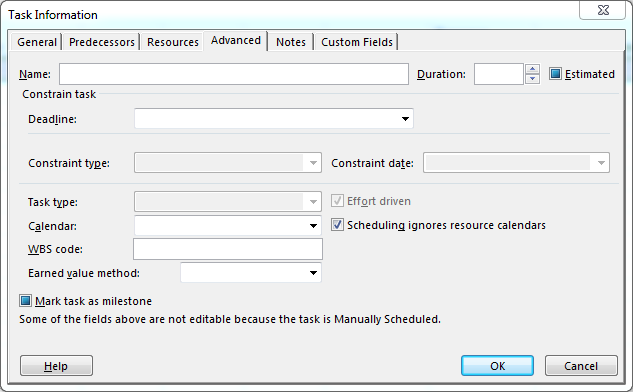 Task Information
General Predecessors Resources Advanced Notes Custom Fields
Name: Duration: Estimated
Constrain task
Deadline:
Constraint type: Constraint date:
Task type: Effort driven
Calendar: Scheduling ignores resource calendars
WBS code:
Earned value method:
Mark task as milestone
Some of the fields above are not editable because the task is Manually Scheduled.
Help OK Cancel